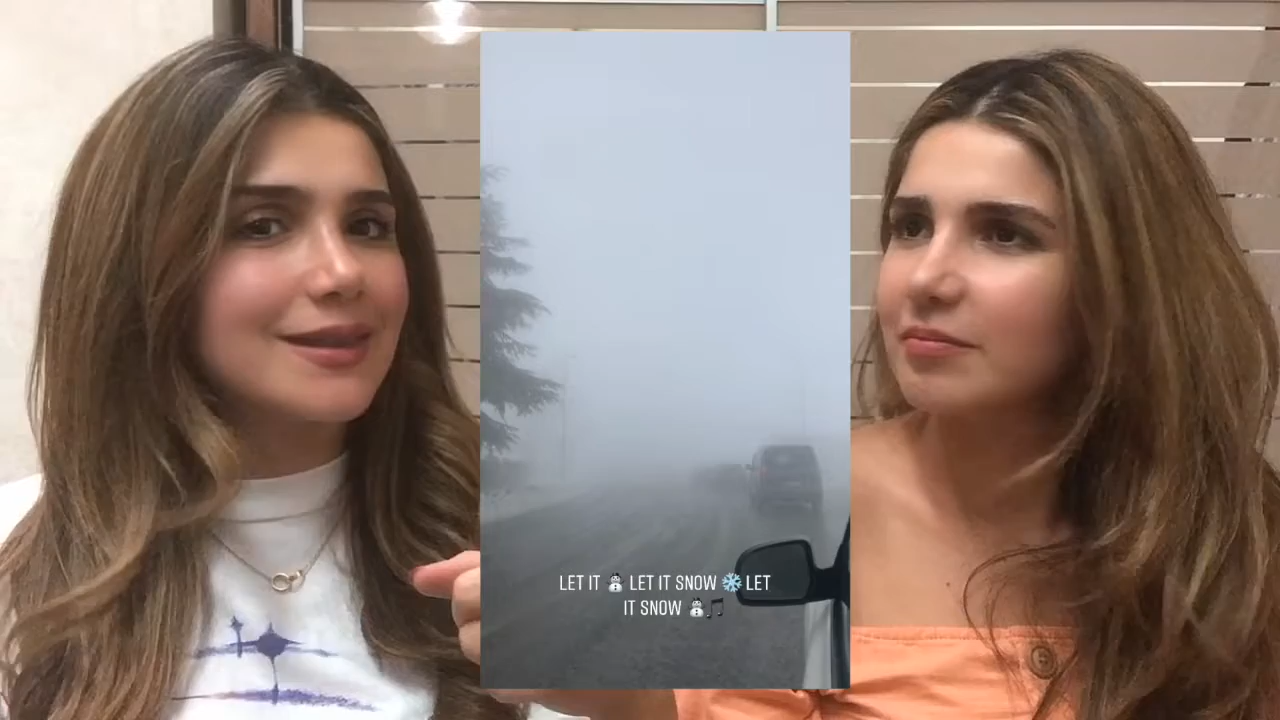 LET IT ⛄ LET IT SNOW ❄️ LET
IT SNOW ⛄🎵